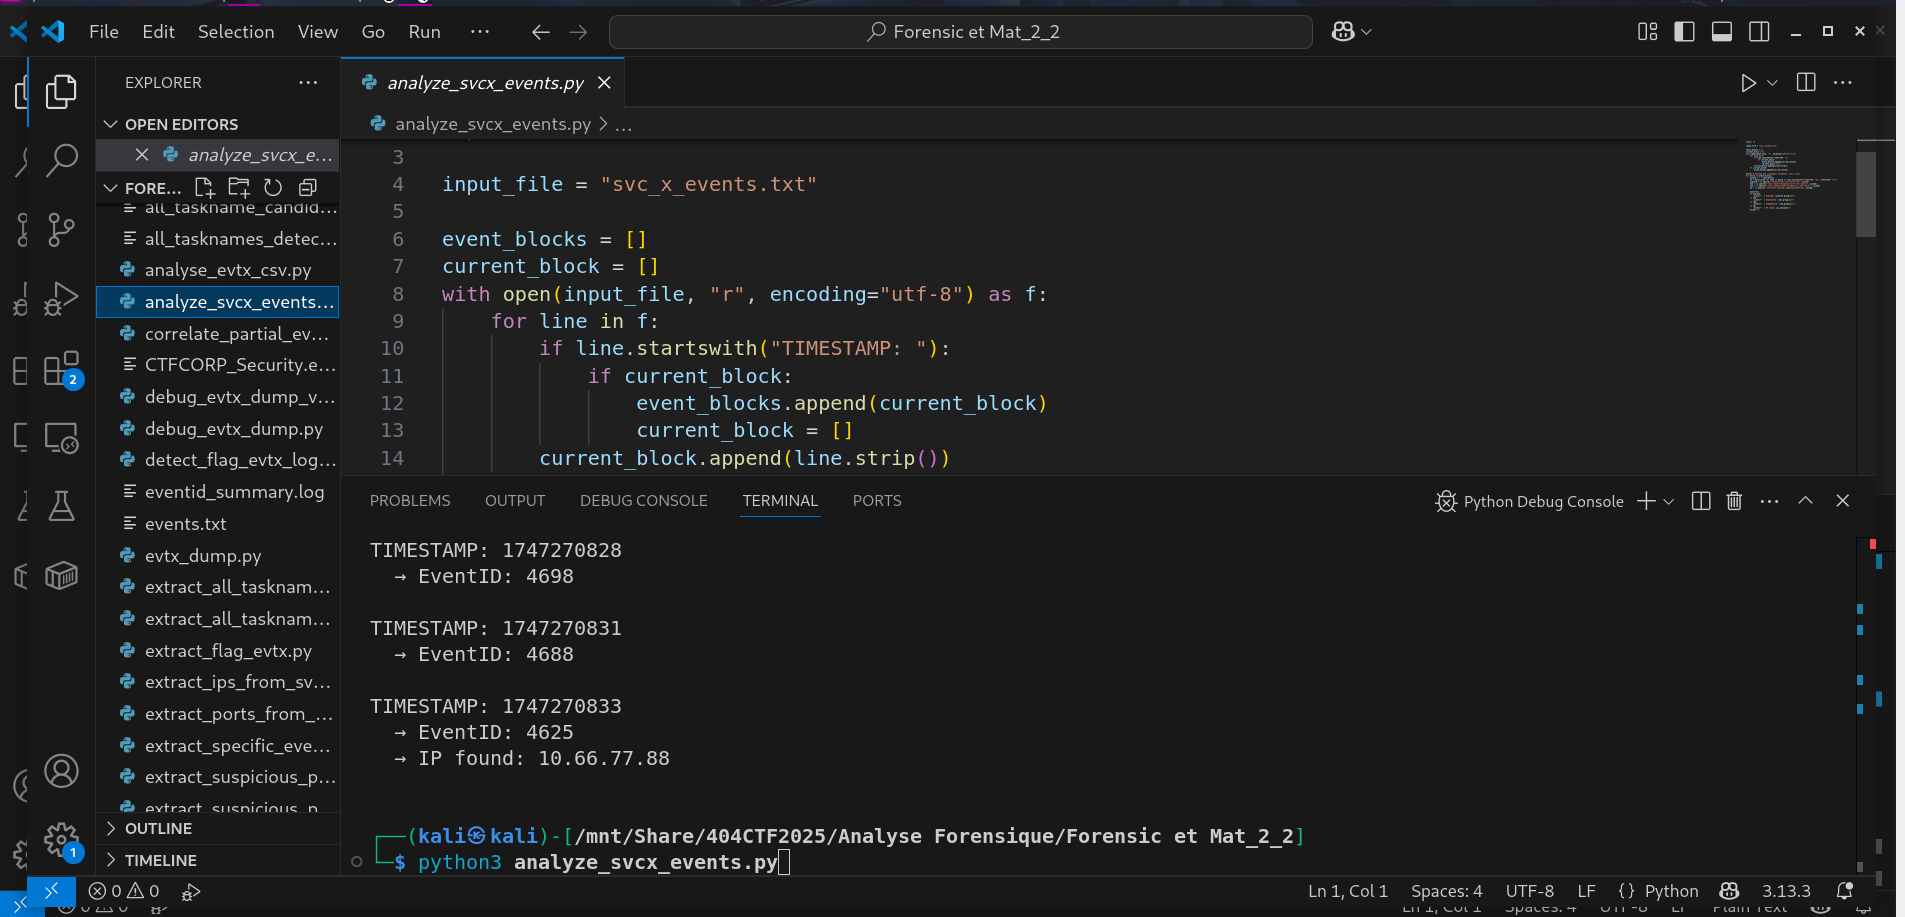 File Edit Selection View Go Run ··· Forensic et Mat_2_2
EXPLORER ···
OPEN EDITORS
analyze_svcx_e...
FORE...
all_taskname_candid...
all_tasknames_detec...
analyse_evtx_csv.py
analyze_svcx_events...
correlate_partial_ev...
CTFCORP_Security.e...
debug_evtx_dump_v...
debug_evtx_dump.py
detect_flag_evtx_log...
eventid_summary.log
events.txt
evtx_dump.py
extract_all_tasknam...
extract_all_tasknam...
extract_flag_evtx.py
extract_ips_from_sv...
extract_ports_from_...
extract_specific_eve...
extract_suspicious_p...
extract_suspicious_p
OUTLINE
TIMELINE
2
1
analyze_svcx_events.py
analyze_svcx_events.py > ...
3
4 input_file = "svc_x_events.txt"
5
6 event_blocks = []
7 current_block = []
8 with open(input_file, "r", encoding="utf-8") as f:
9 for line in f:
10 if line.startswith("TIMESTAMP: "):
11 if current_block:
12 event_blocks.append(current_block)
13 current_block = []
14 current_block.append(line.strip())
PROBLEMS OUTPUT DEBUG CONSOLE TERMINAL PORTS Python Debug Console
TIMESTAMP: 1747270828
→ EventID: 4698
TIMESTAMP: 1747270831
→ EventID: 4688
TIMESTAMP: 1747270833
→ EventID: 4625
→ IP found: 10.66.77.88
┌──(kali㉿kali)-[/mnt/Share/404CTF2025/Analyse Forensique/Forensic et Mat_2_2]
└─$ python3 analyze_svcx_events.py
0 0 Ln 1, Col 1 Spaces: 4 UTF-8 LF {} Python 3.13.3